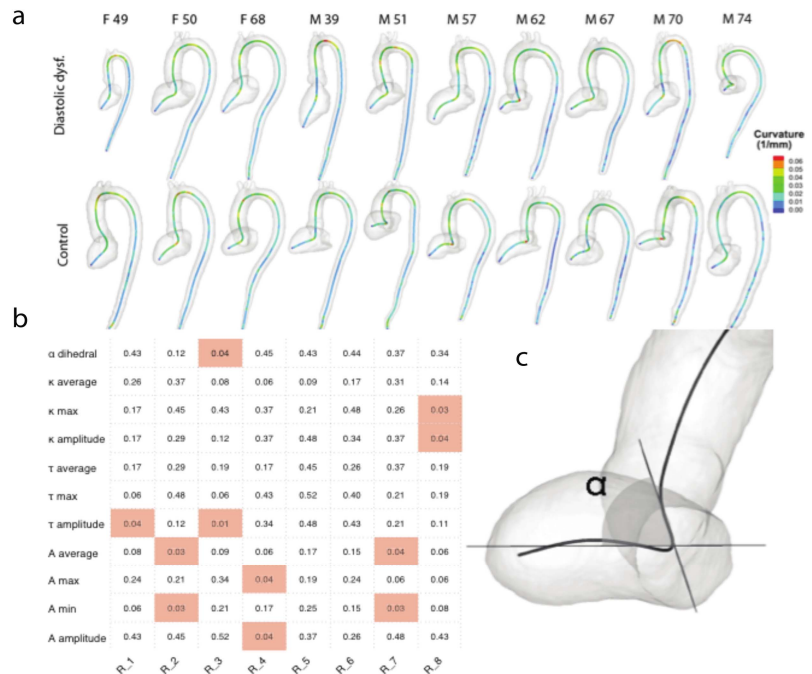 a
F 49 F 50 F 68 M 39 M 51 M 57 M 62 M 67 M 70 M 74
Diastolic dysf.
Curvature
(1/mm)
0.06
0.05
0.04
0.03
0.02
0.01
0.00
Control
b
α dihedral 0.43 0.12 0.04 0.45 0.43 0.44 0.37 0.34
κ average 0.26 0.37 0.08 0.06 0.09 0.17 0.31 0.14
κ max 0.17 0.45 0.43 0.37 0.21 0.48 0.26 0.03
κ amplitude 0.17 0.29 0.12 0.37 0.48 0.34 0.37 0.04
τ average 0.17 0.29 0.19 0.17 0.45 0.26 0.37 0.19
τ max 0.06 0.48 0.06 0.43 0.52 0.40 0.21 0.19
τ amplitude 0.04 0.12 0.01 0.34 0.48 0.43 0.21 0.11
A average 0.08 0.03 0.09 0.06 0.17 0.15 0.04 0.06
A max 0.24 0.21 0.34 0.04 0.19 0.24 0.06 0.06
A min 0.06 0.03 0.21 0.17 0.25 0.15 0.03 0.08
A amplitude 0.43 0.45 0.52 0.04 0.37 0.26 0.48 0.43
R_1 R_2 R_3 R_4 R_5 R_6 R_7 R_8
c
α